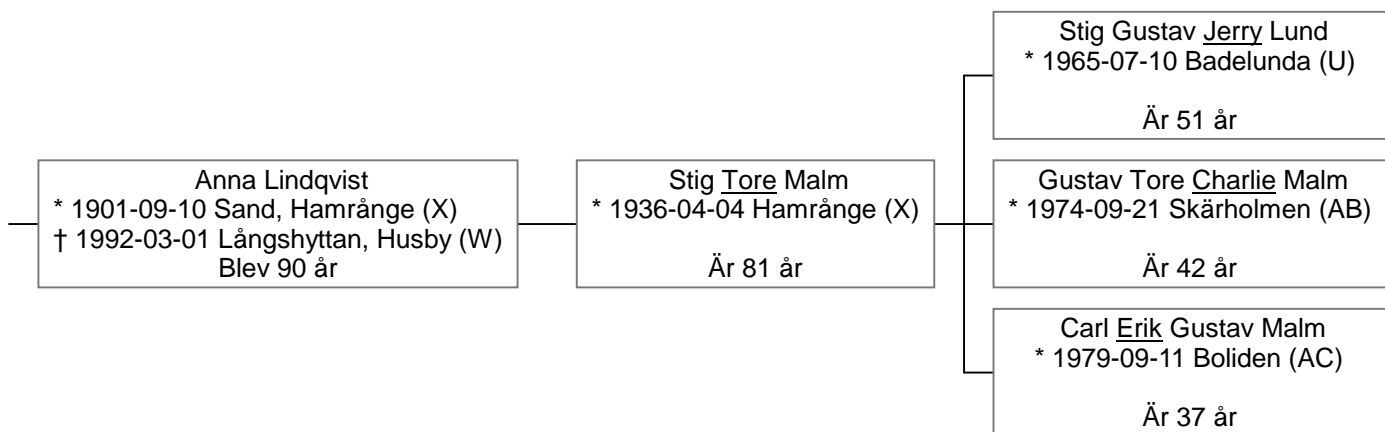 Anna Lindqvist
* 1901-09-10 Sand, Hamrånge (X)
† 1992-03-01 Långshyttan, Husby (W)
Blev 90 år
Stig Tore Malm
* 1936-04-04 Hamrånge (X)
Är 81 år
Stig Gustav Jerry Lund
* 1965-07-10 Badelunda (U)
Är 51 år
Gustav Tore Charlie Malm
* 1974-09-21 Skärholmen (AB)
Är 42 år
Carl Erik Gustav Malm
* 1979-09-11 Boliden (AC)
Är 37 år